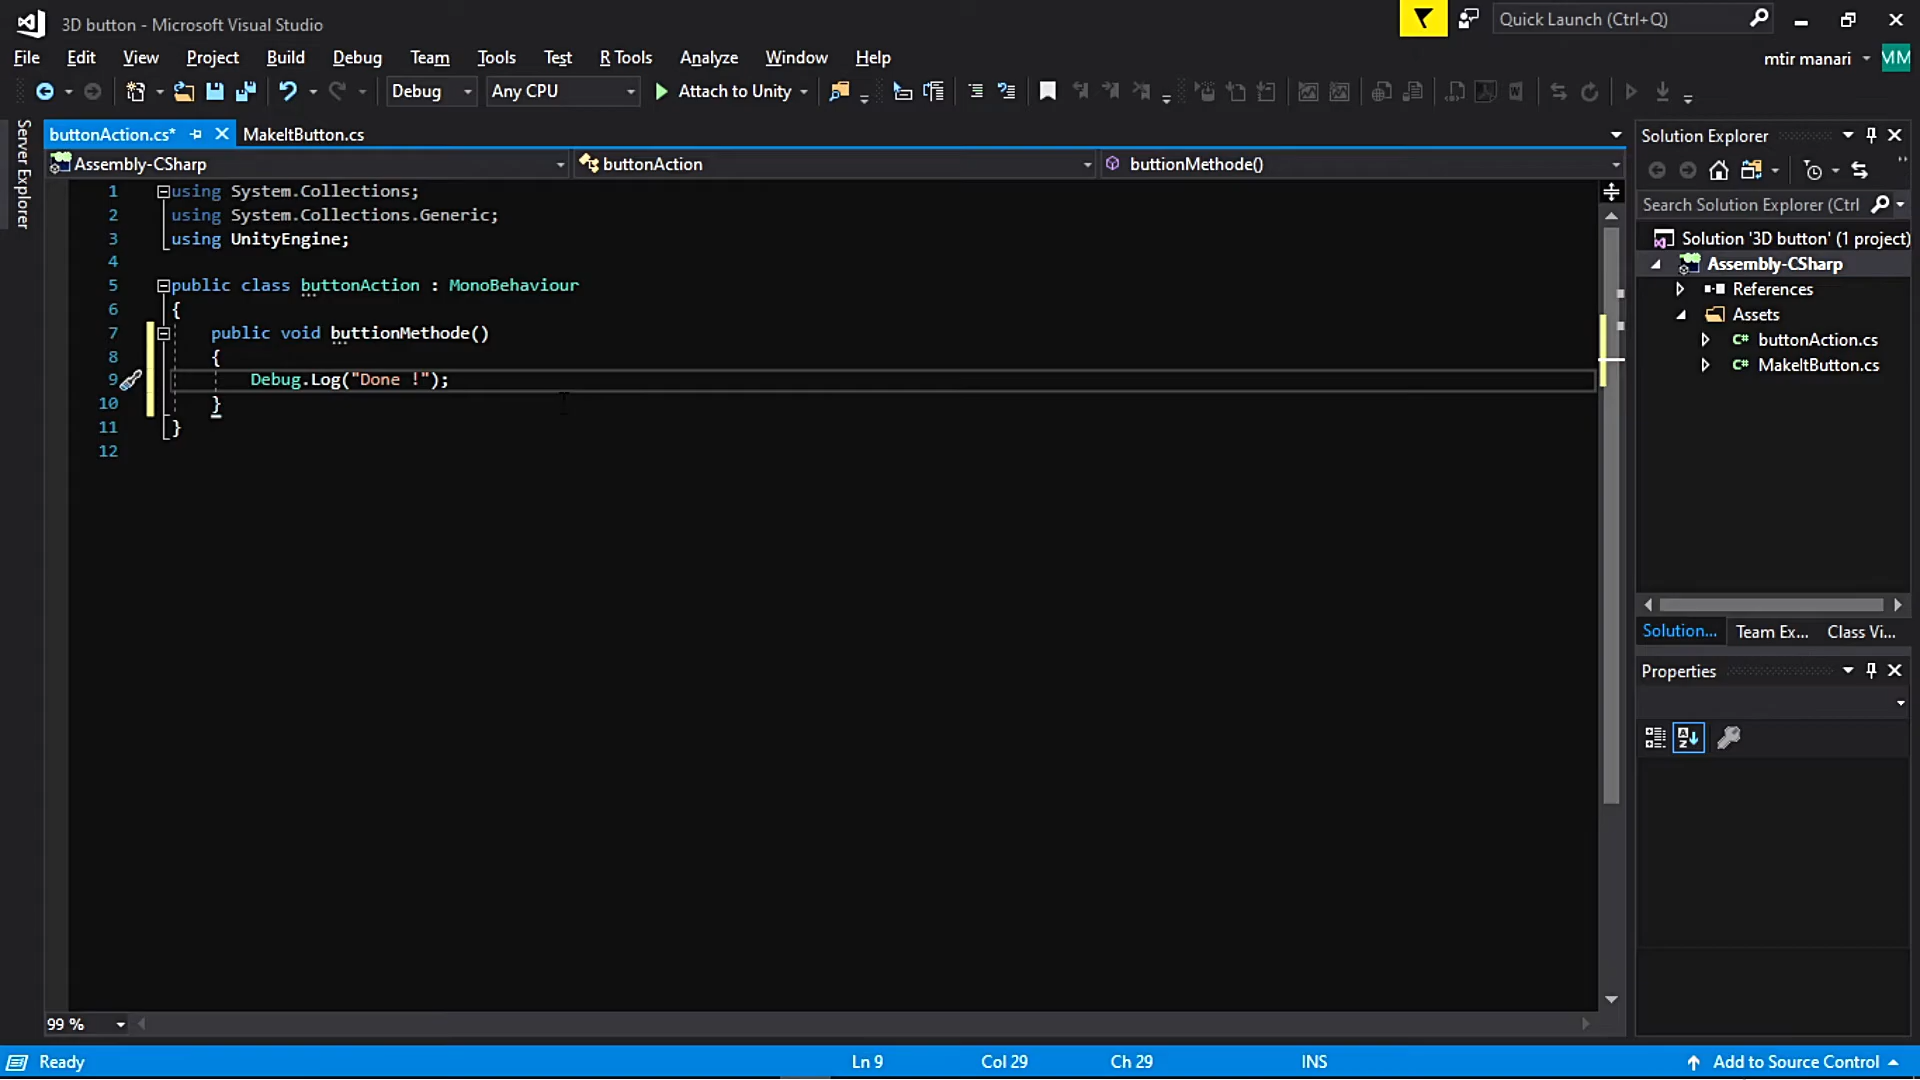 3D button - Microsoft Visual Studio
Quick Launch (Ctrl+Q)
File Edit View Project Build Debug Team Tools Test R Tools Analyze Window Help
mtir manari MM
Debug Any CPU Attach to Unity
Server Explorer
buttonAction.cs* MakeItButton.cs
Assembly-CSharp buttonAction buttionMethode()
1 using System.Collections;
2 using System.Collections.Generic;
3 using UnityEngine;
4
5 public class buttonAction : MonoBehaviour
6 {
7 public void buttionMethode()
8 {
9 Debug.Log("Done !");
10 }
11 }
12
Solution Explorer
Search Solution Explorer (Ctrl
Solution '3D button' (1 project)
Assembly-CSharp
References
Assets
C# buttonAction.cs
C# MakeItButton.cs
Solution... Team Ex... Class Vi...
Properties
99 %
Ready Ln 9 Col 29 Ch 29 INS Add to Source Control